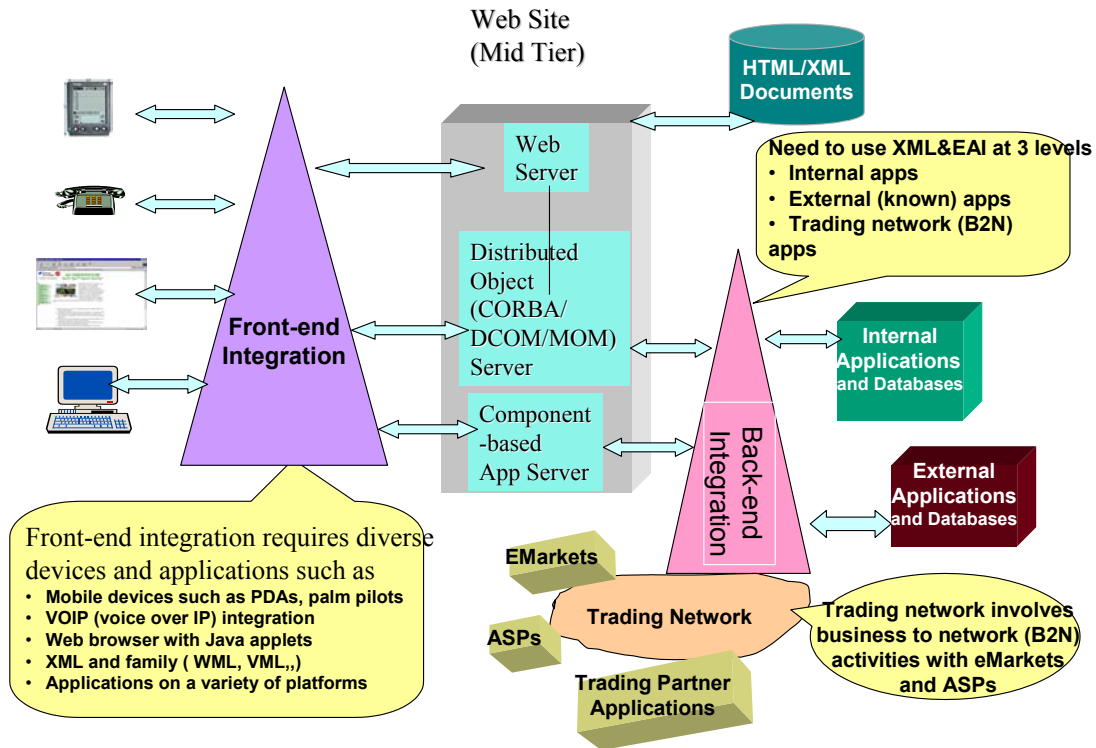 Web Site
(Mid Tier)
HTML/XML
Documents
Web
Server
Need to use XML&EAI at 3 levels
• Internal apps
• External (known) apps
• Trading network (B2N)
apps
Distributed
Object
(CORBA/
DCOM/MOM)
Server
Front-end
Integration
Internal
Applications
and Databases
Component
-based
App Server
Back-end
Integration
External
Applications
and Databases
Front-end integration requires diverse
devices and applications such as
• Mobile devices such as PDAs, palm pilots
• VOIP (voice over IP) integration
• Web browser with Java applets
• XML and family ( WML, VML,,)
• Applications on a variety of platforms
EMarkets
Trading Network
ASPs
Trading Partner
Applications
Trading network involves
business to network (B2N)
activities with eMarkets
and ASPs